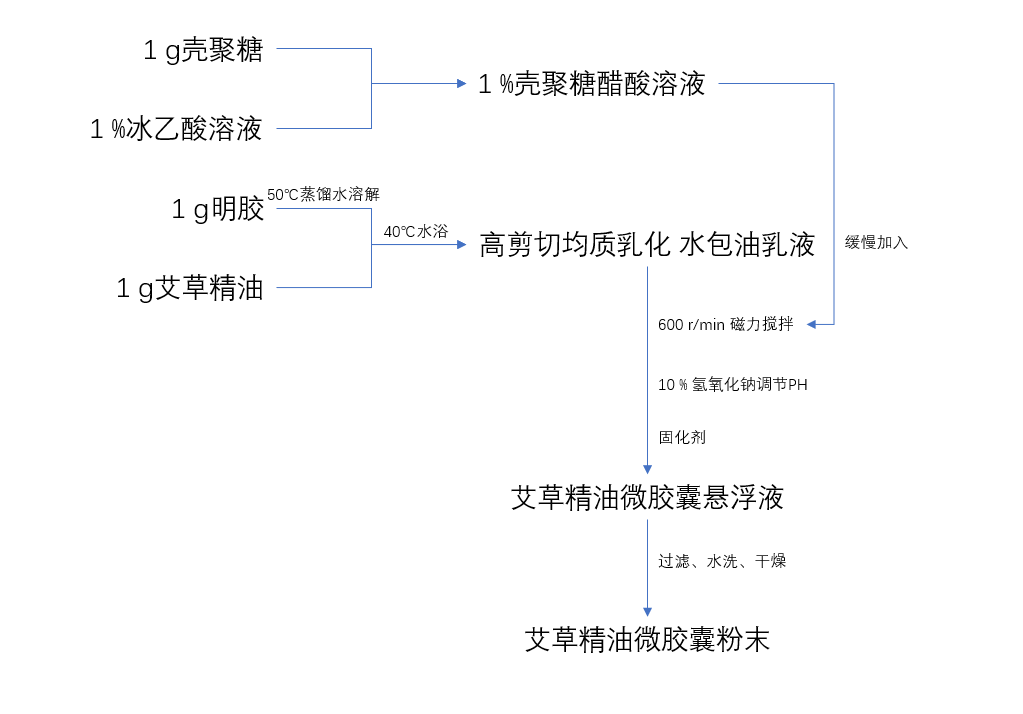 1 g壳聚糖
1 %壳聚糖醋酸溶液
1 %冰乙酸溶液
50℃蒸馏水溶解
1 g明胶
40℃水浴
高剪切均质乳化 水包油乳液
缓慢加入
1 g艾草精油
600 r/min 磁力搅拌
10 % 氢氧化钠调节PH
固化剂
艾草精油微胶囊悬浮液
过滤、水洗、干燥
艾草精油微胶囊粉末